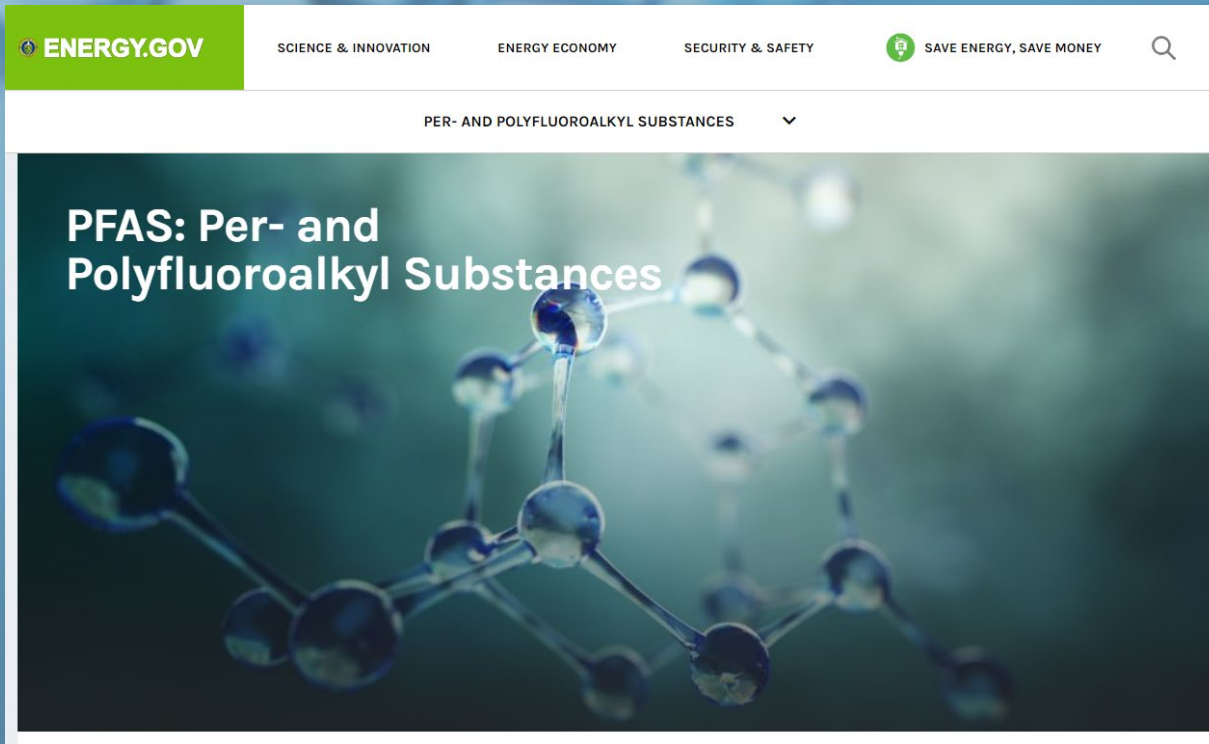 ENERGY.GOV
SCIENCE & INNOVATION
ENERGY ECONOMY
SECURITY & SAFETY
SAVE ENERGY, SAVE MONEY
PER- AND POLYFLUOROALKYL SUBSTANCES
PFAS: Per- and
Polyfluoroalkyl Substances